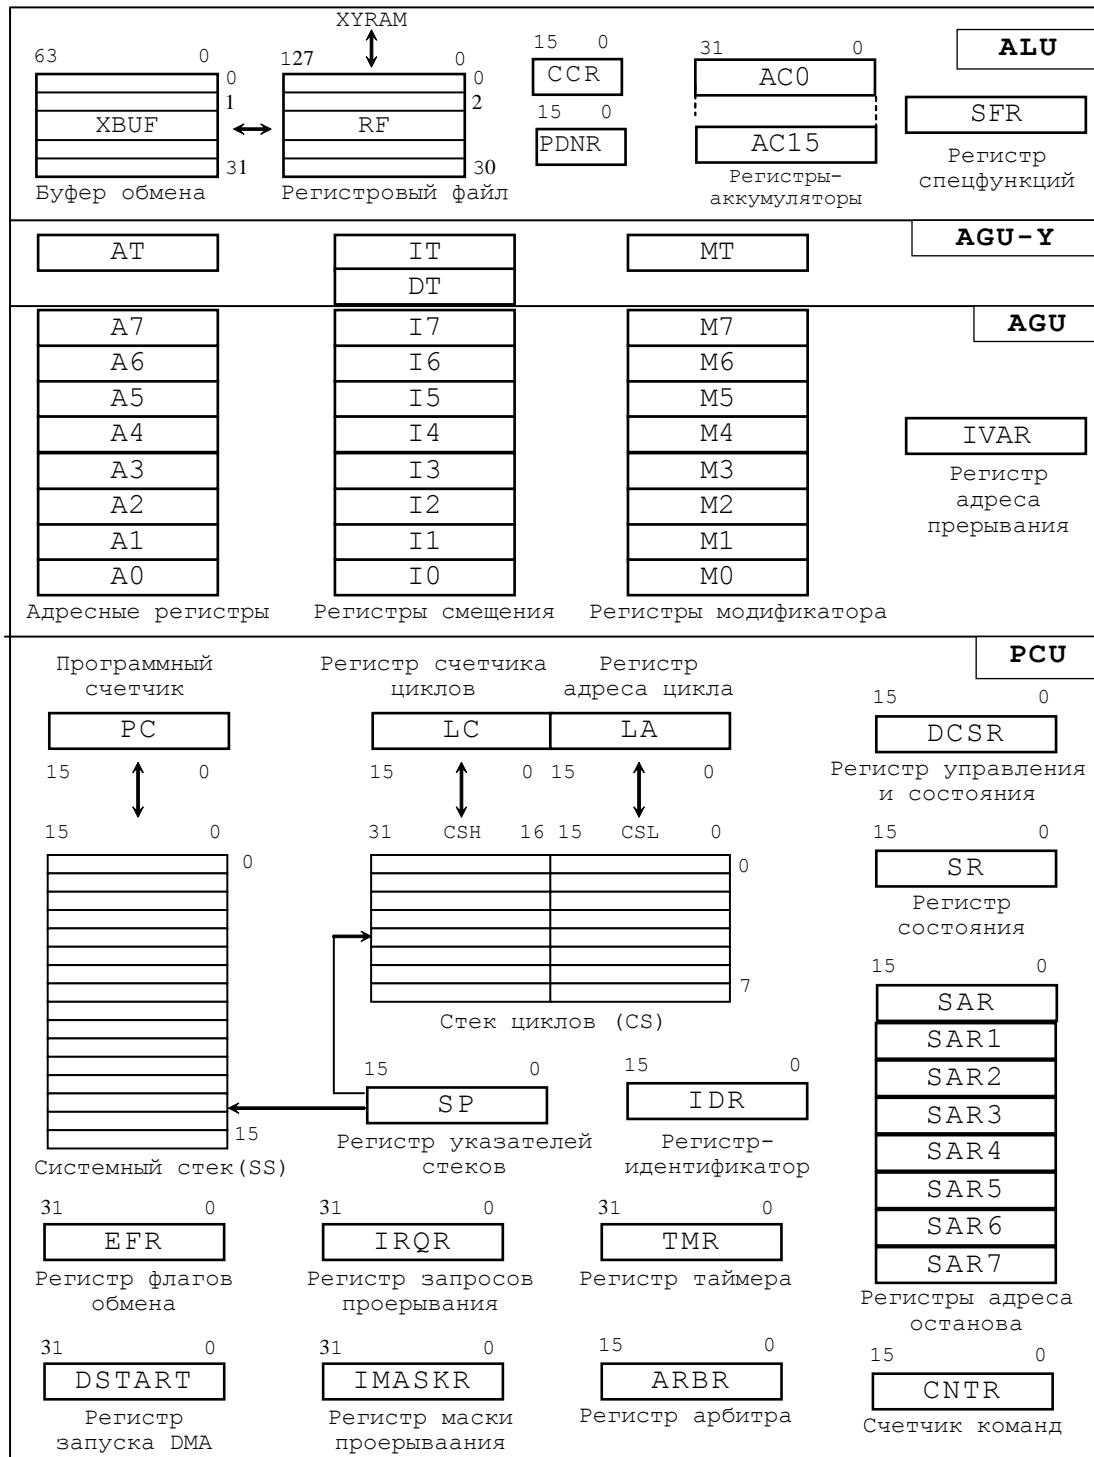 XYRAM
ALU
63 0
127 0
15 0
31 0
0
1
31
0
2
30
XBUF
RF
CCR
15 0
PDNR
AC0
AC15
SFR
Буфер обмена
Регистровый файл
Регистры-
аккумуляторы
Регистр
спецфункций
AGU-Y
AT
IT
MT
DT
AGU
A7 I7 M7
A6 I6 M6
A5 I5 M5
A4 I4 M4
A3 I3 M3
A2 I2 M2
A1 I1 M1
A0 I0 M0
IVAR
Регистр
адреса
прерывания
Адресные регистры
Регистры смещения
Регистры модификатора
PCU
Программный
счетчик
Регистр счетчика
циклов
Регистр
адреса цикла
PC
LC
LA
15 0
DCSR
Регистр управления
и состояния
15 0
15 0
15 0
15 0
31 CSH 16
15 CSL 0
0
15
0
7
Стек циклов (CS)
15 0
SR
Регистр
состояния
15 0
SAR
SAR1
SAR2
SAR3
SAR4
SAR5
SAR6
SAR7
Регистры адреса
останова
15 0
SP
Регистр указателей
стеков
15 0
IDR
Регистр-
идентификатор
Системный стек(SS)
31 0
EFR
Регистр флагов
обмена
31 0
IRQR
Регистр запросов
проерывания
31 0
TMR
Регистр таймера
31 0
DSTART
Регистр
запуска DMA
31 0
IMASKR
Регистр маски
проерываания
15 0
ARBR
Регистр арбитра
15 0
CNTR
Счетчик команд